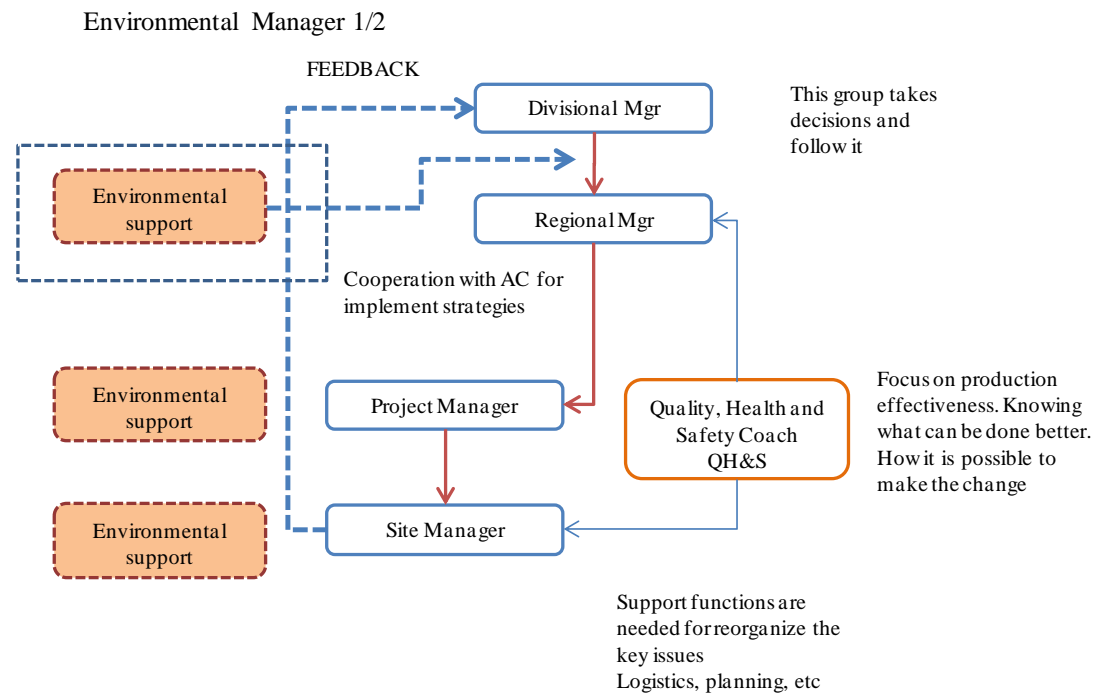 Environmental Manager 1/2
FEEDBACK
Divisional Mgr
This group takes
decisions and
follow it
Environmental
support
Regional Mgr
Cooperation with AC for
implement strategies
Environmental
support
Project Manager
Quality, Health and
Safety Coach
QH&S
Focus on production
effectiveness. Knowing
what can be done better.
How it is possible to
make the change
Environmental
support
Site Manager
Support functions are
needed for reorganize the
key issues
Logistics, planning, etc